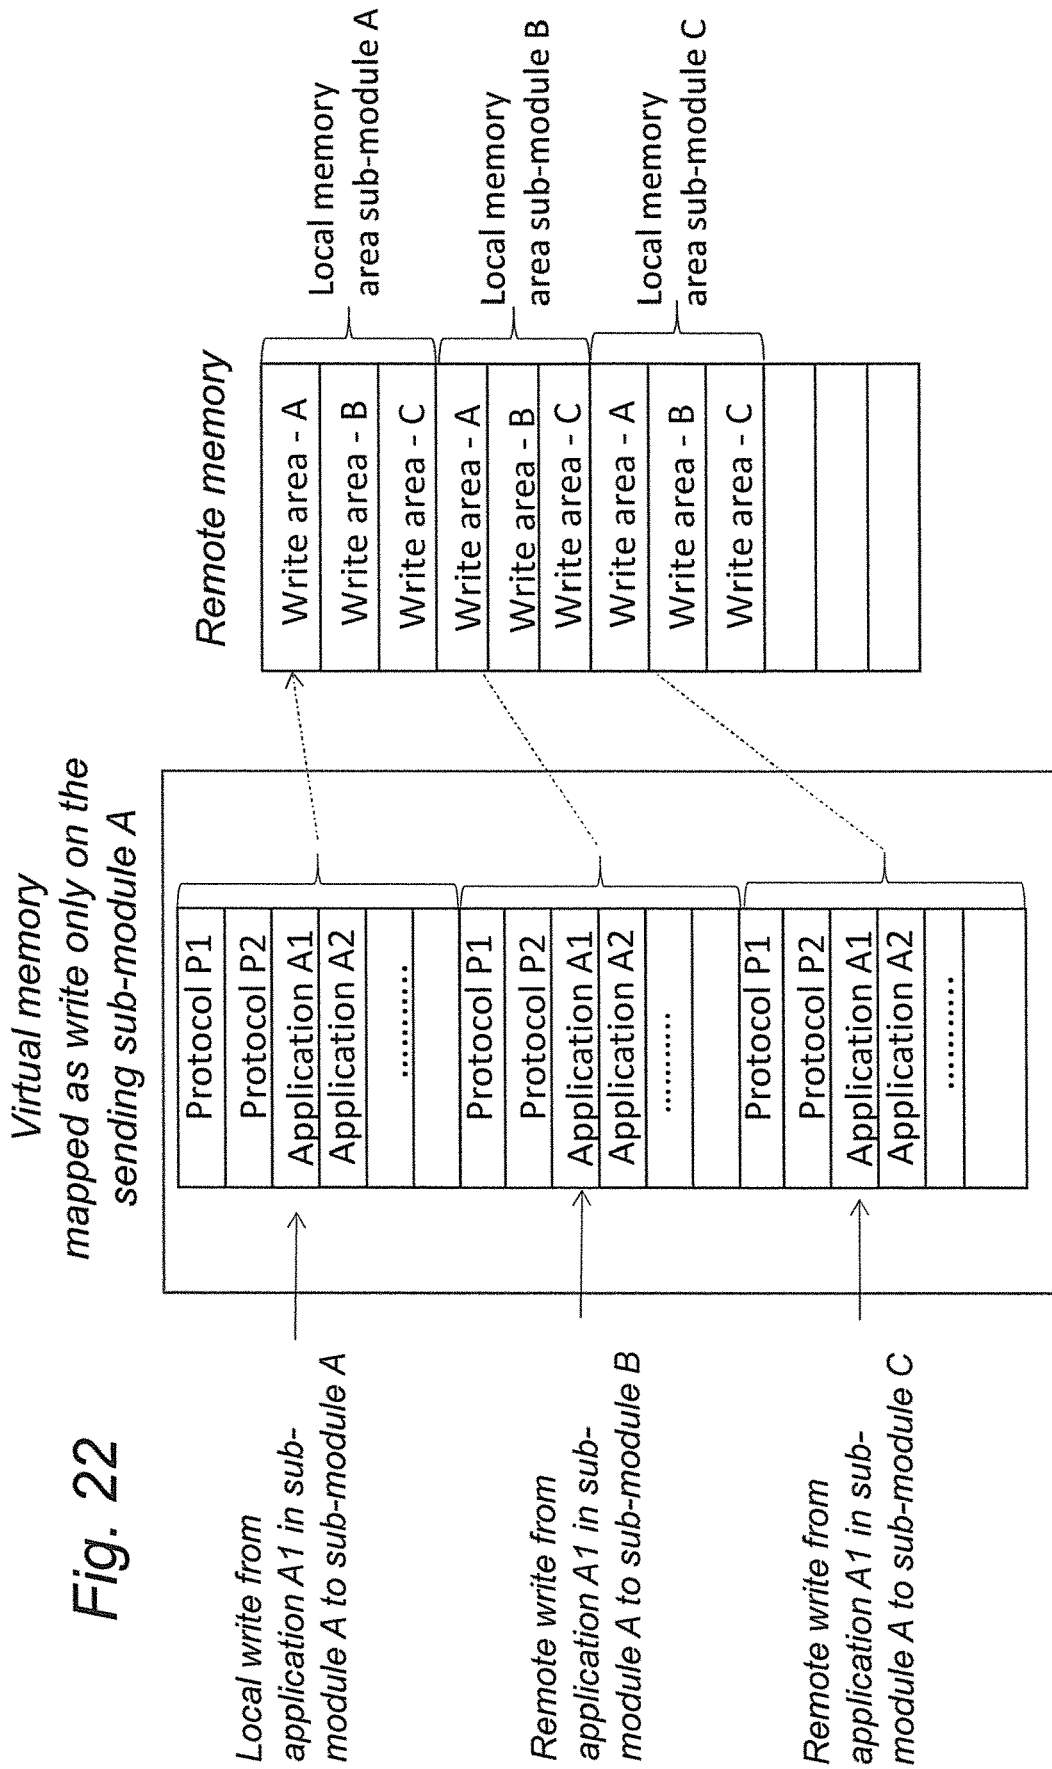 Fig. 22
Virtual memory
mapped as write only on the
sending sub-module A
Remote memory
Local write from
application A1 in sub-
module A to sub-module A
Remote write from
application A1 in sub-
module A to sub-module B
Remote write from
application A1 in sub-
module A to sub-module C
Protocol P1
Protocol P2
Application A1
Application A2
............
Protocol P1
Protocol P2
Application A1
Application A2
..........
Protocol P1
Protocol P2
Application A1
Application A2
...........
Write area - A
Write area - B
Write area - C
Write area - A
Write area - B
Write area - C
Write area - A
Write area - B
Write area - C
Local memory
area sub-module A
Local memory
area sub-module B
Local memory
area sub-module C